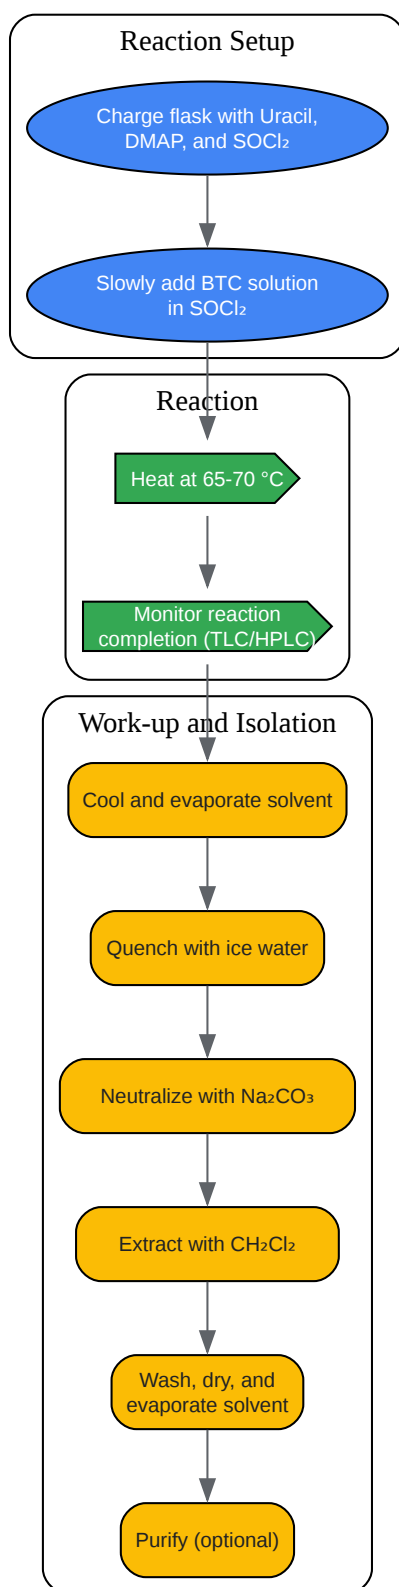 Reaction Setup
Charge flask with Uracil,
DMAP, and SOCl₂
Slowly add BTC solution
in SOCl₂
Reaction
Heat at 65-70 °C
Monitor reaction
completion (TLC/HPLC)
Work-up and Isolation
Cool and evaporate solvent
Quench with ice water
Neutralize with Na₂CO₃
Extract with CH₂Cl₂
Wash, dry, and
evaporate solvent
Purify (optional)